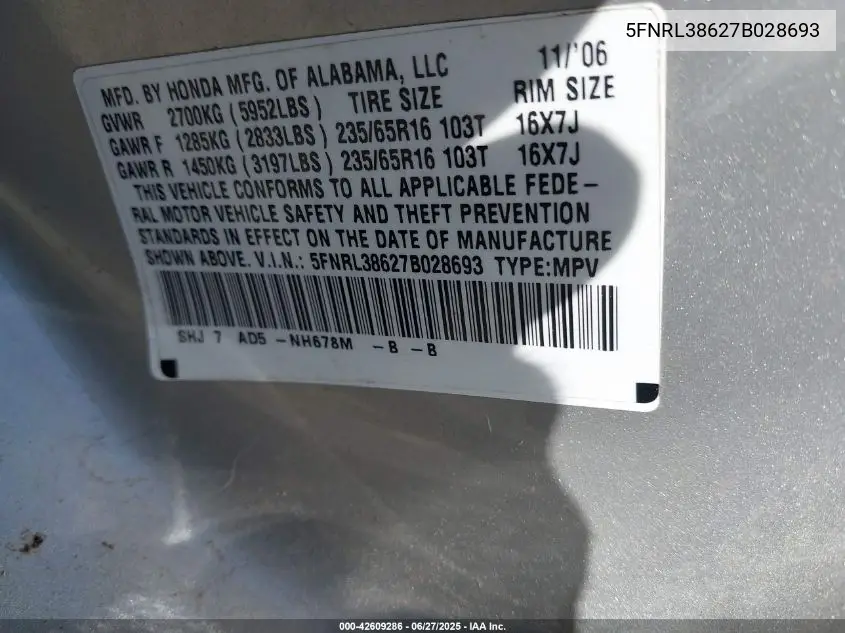 5FNRL38627B028693
MFD. BY HONDA MFG. OF ALABAMA, LLC 11/'06
GVWR 2700KG (5952LBS) TIRE SIZE RIM SIZE
GAWR F 1285KG (2833LBS) 235/65R16 103T 16X7J
GAWR R 1450KG (3197LBS) 235/65R16 103T 16X7J
THIS VEHICLE CONFORMS TO ALL APPLICABLE FEDE-
RAL MOTOR VEHICLE SAFETY AND THEFT PREVENTION
STANDARDS IN EFFECT ON THE DATE OF MANUFACTURE
SHOWN ABOVE. V.I.N.: 5FNRL38627B028693 TYPE:MPV
SHJ 7 AD5 -NH678M -B -B
000-42609286 - 06/27/2025 - IAA Inc.